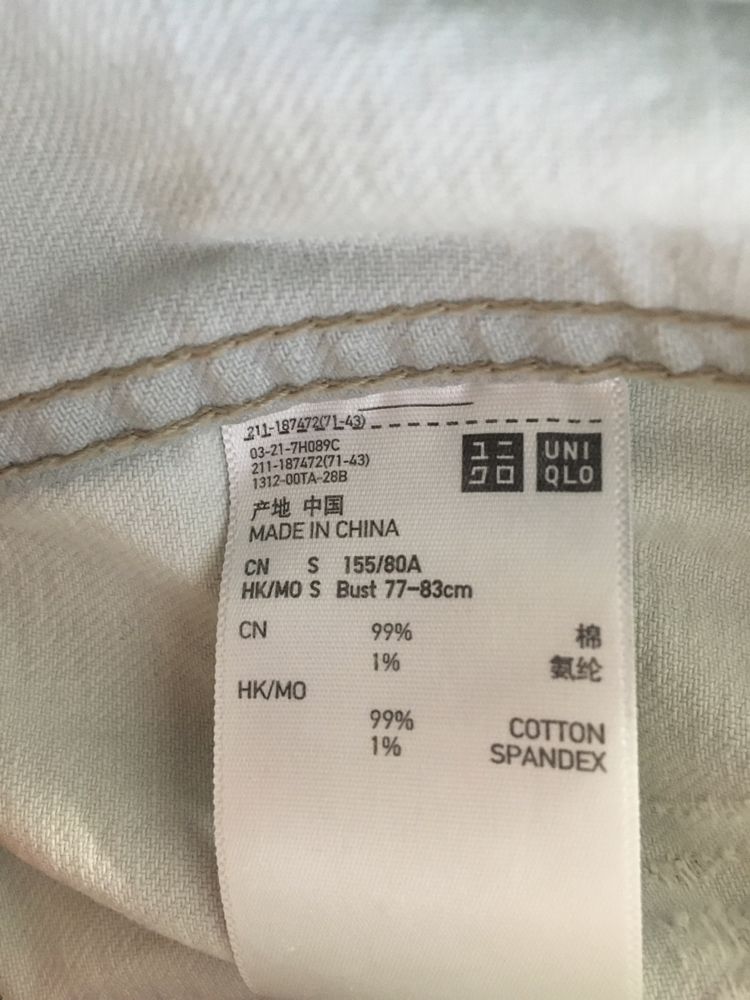 211-187472(71-43)
03-21-7H089C
211-187472(71-43)
1312-00TA-28B
ユニ
クロ
UNI
QLO
产地 中国
MADE IN CHINA
CN S 155/80A
HK/MO S Bust 77-83cm
CN 99% 棉
1% 氨纶
HK/MO
99% COTTON
1% SPANDEX